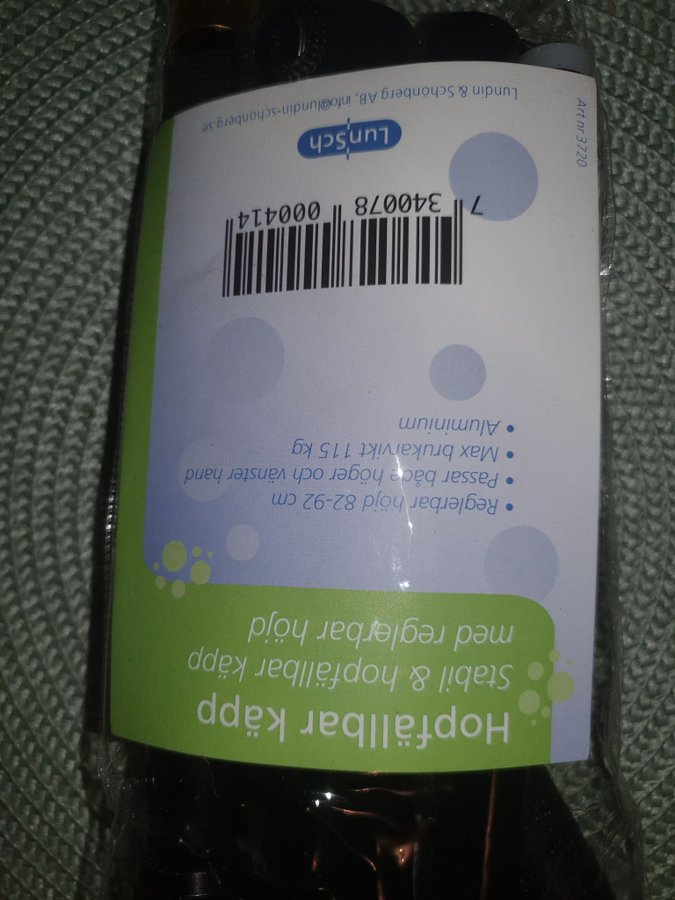 Hopfällbar käpp
Stabil & hopfällbar käpp
med reglerbar höjd
• Reglerbar höjd 82-92 cm
• Passar både höger och vänster hand
• Max brukarvikt 115 kg
• Aluminium
7 340078 000414
LunSch
Lundin & Schönberg AB, info@lundin-schonberg.se
Art nr 3720